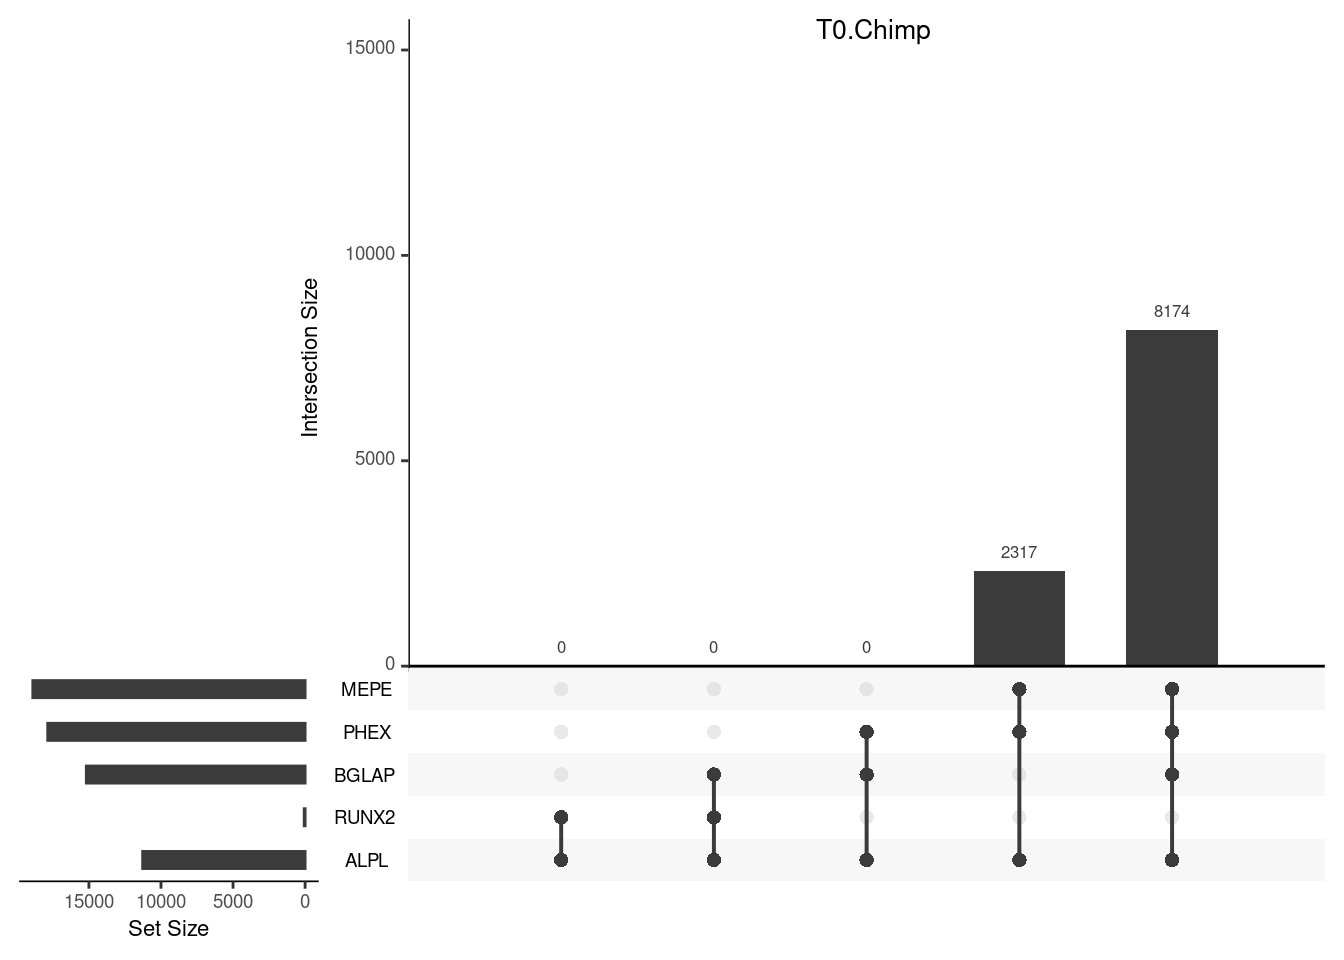 T0.Chimp
15000
10000
5000
0
Intersection Size
8174
2317
0 0 0
MEPE
PHEX
BGLAP
RUNX2
ALPL
15000 10000 5000 0
Set Size